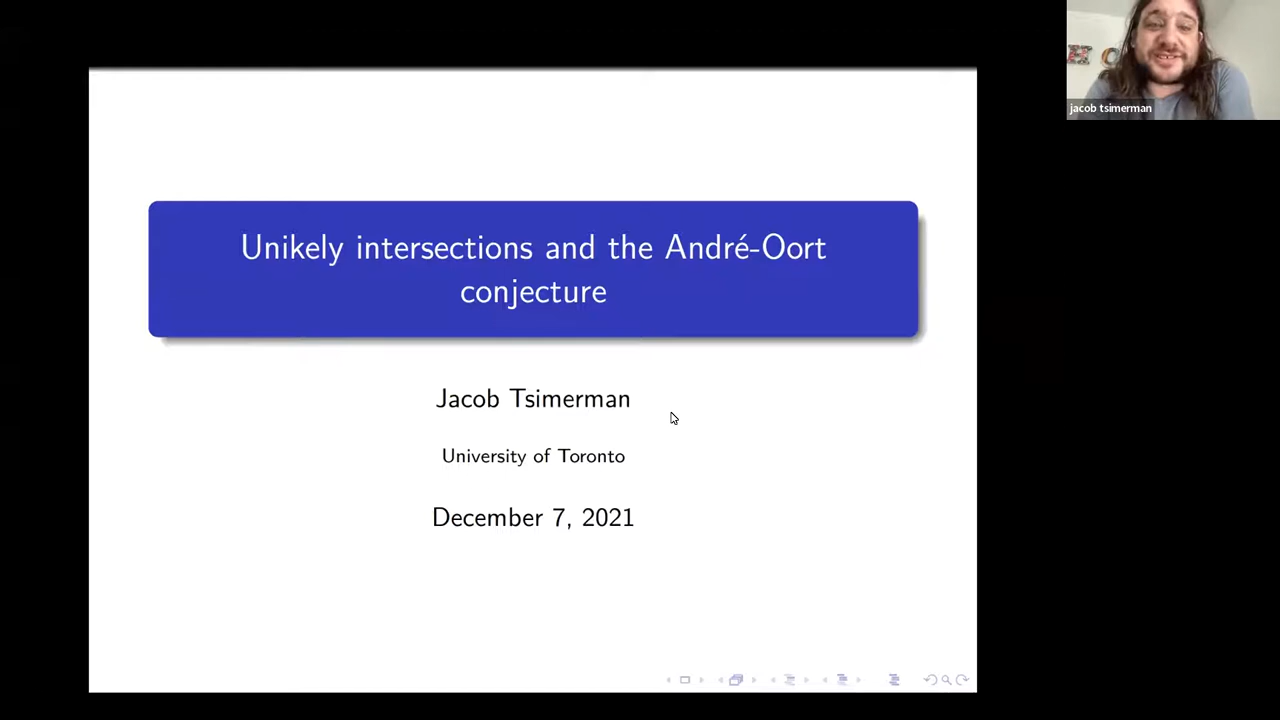 Unikely intersections and the André-Oort
conjecture
Jacob Tsimerman
University of Toronto
December 7, 2021
jacob tsimerman